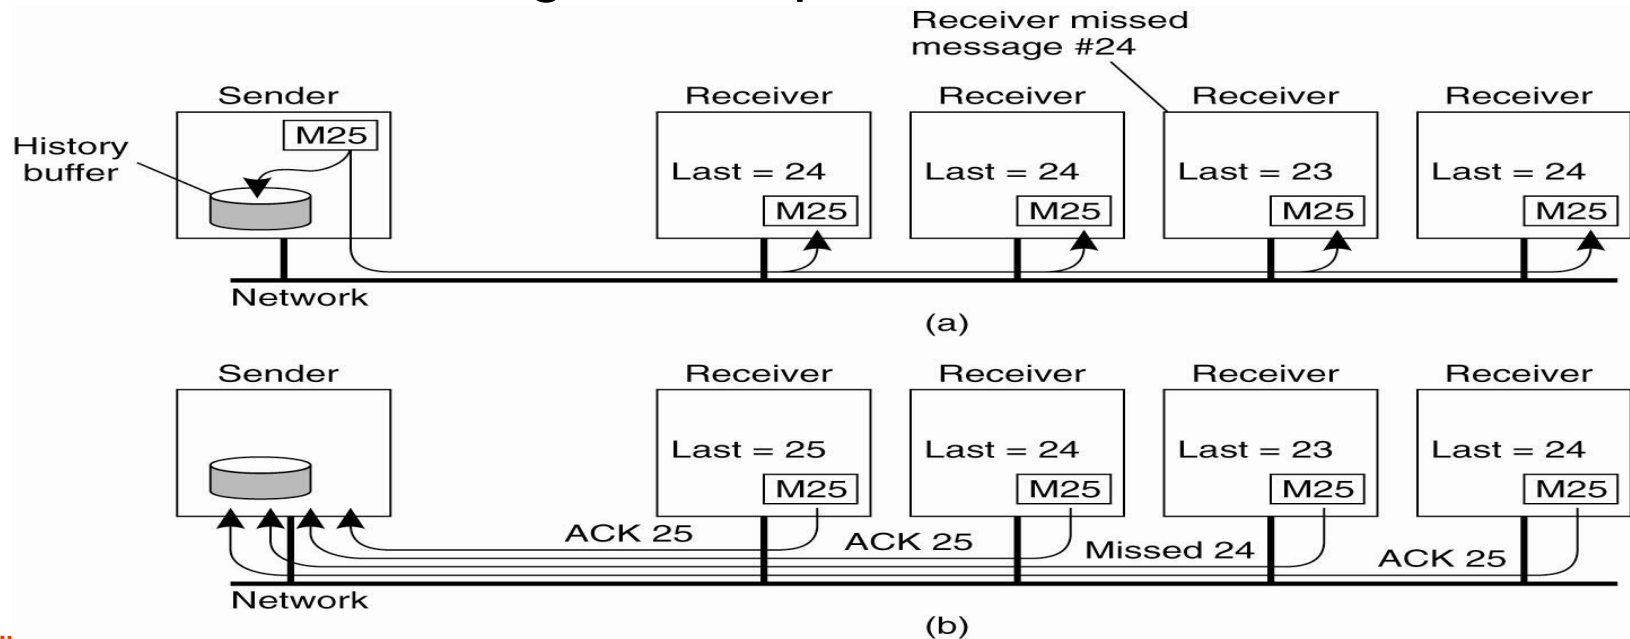 Receiver missed
message #24
Sender
Receiver
Receiver
Receiver
Receiver
History
buffer
M25
Last = 24
Last = 24
Last = 23
Last = 24
M25
M25
M25
M25
Network
(a)
Sender
Receiver
Receiver
Receiver
Receiver
Last = 25
Last = 24
Last = 23
Last = 24
M25
M25
M25
M25
ACK 25
ACK 25
Missed 24
ACK 25
Network
(b)